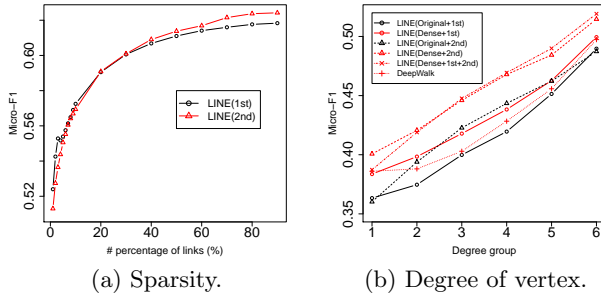 Micro−F1
0.52
0.56
0.60
0
20
40
60
80
# percentage of links (%)
LINE(1st)
LINE(2nd)
(a) Sparsity.
Micro−F1
0.35
0.40
0.45
0.50
1
2
3
4
5
6
Degree group
LINE(Original+1st)
LINE(Dense+1st)
LINE(Original+2nd)
LINE(Dense+2nd)
LINE(Dense+1st+2nd)
DeepWalk
(b) Degree of vertex.